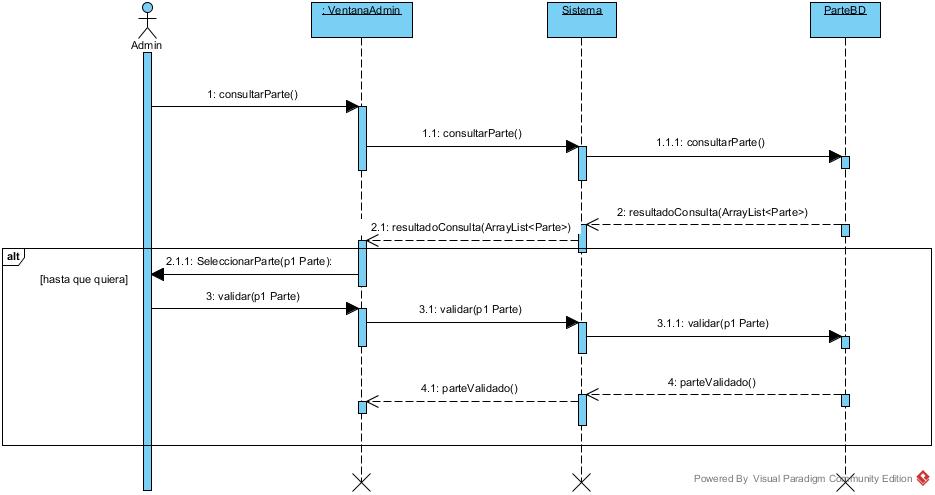 : VentanaAdmin
Sistema
ParteBD
Admin
1: consultarParte()
1.1: consultarParte()
1.1.1: consultarParte()
2: resultadoConsulta(ArrayList<Parte>)
2.1: resultadoConsulta(ArrayList<Parte>)
alt
2.1.1: SeleccionarParte(p1 Parte):
[hasta que quiera]
3: validar(p1 Parte)
3.1: validar(p1 Parte)
3.1.1: validar(p1 Parte)
4: parteValidado()
4.1: parteValidado()
Powered By Visual Paradigm Community Edition